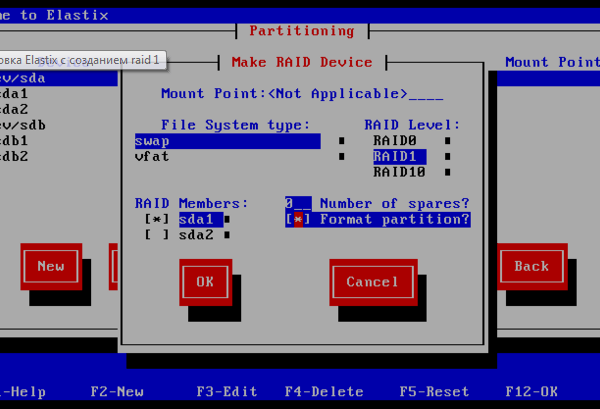 me to Elastix
Partitioning
овка Elastix с созданием raid 1
Make RAID Device
Mount Point
ev/sda
Mount Point:<Not Applicable>____
da1
da2
File System type:
RAID Level:
ev/sdb
swap
RAID0
db1
vfat
RAID1
db2
RAID10
RAID Members:
0__ Number of spares?
[*] sda1
[*] Format partition?
[ ] sda2
New
OK
Cancel
Back
-Help F2-New F3-Edit F4-Delete F5-Reset F12-OK